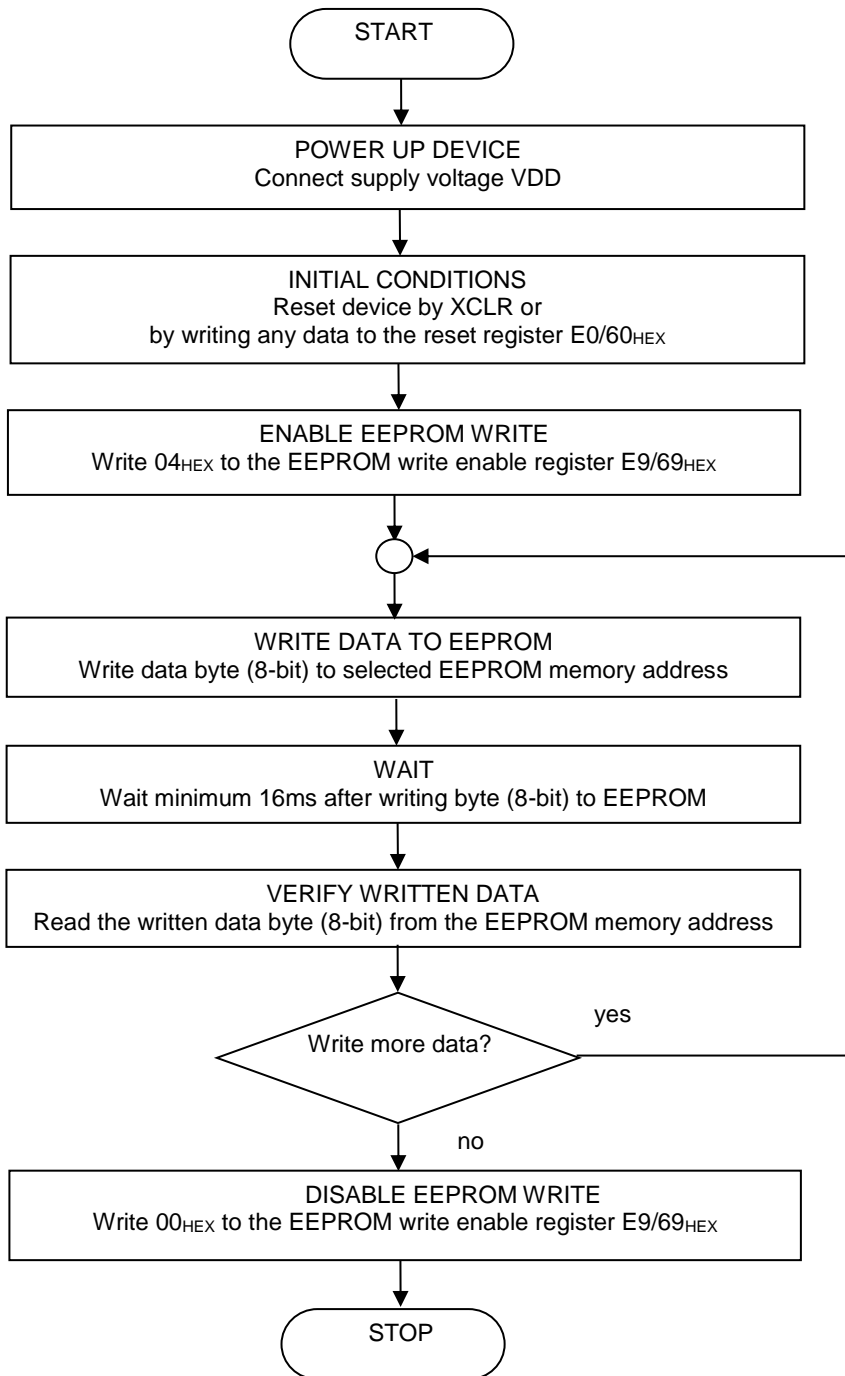 START
POWER UP DEVICE
Connect supply voltage VDD
INITIAL CONDITIONS
Reset device by XCLR or
by writing any data to the reset register E0/60HEX
ENABLE EEPROM WRITE
Write 04HEX to the EEPROM write enable register E9/69HEX
WRITE DATA TO EEPROM
Write data byte (8-bit) to selected EEPROM memory address
WAIT
Wait minimum 16ms after writing byte (8-bit) to EEPROM
VERIFY WRITTEN DATA
Read the written data byte (8-bit) from the EEPROM memory address
yes
Write more data?
no
DISABLE EEPROM WRITE
Write 00HEX to the EEPROM write enable register E9/69HEX
STOP